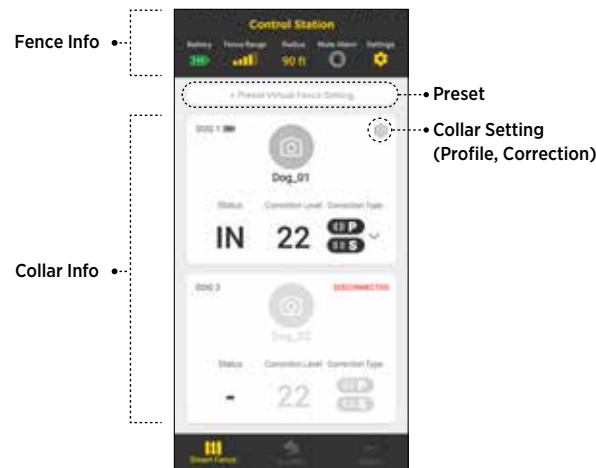 Control Station
Fence Info
Battery Fence Range Radius Mute Alarm Settings
90 ft
+ Preset Virtual Fence Setting
Preset
Collar Setting
(Profile, Correction)
DOG 1
Dog_01
Status Correction Level Correction Type
IN 22 P
S
Collar Info
DOG 2 DISCONNECTED
Dog_02
Status Correction Level Correction Type
- 22 P
S
Smart Fence